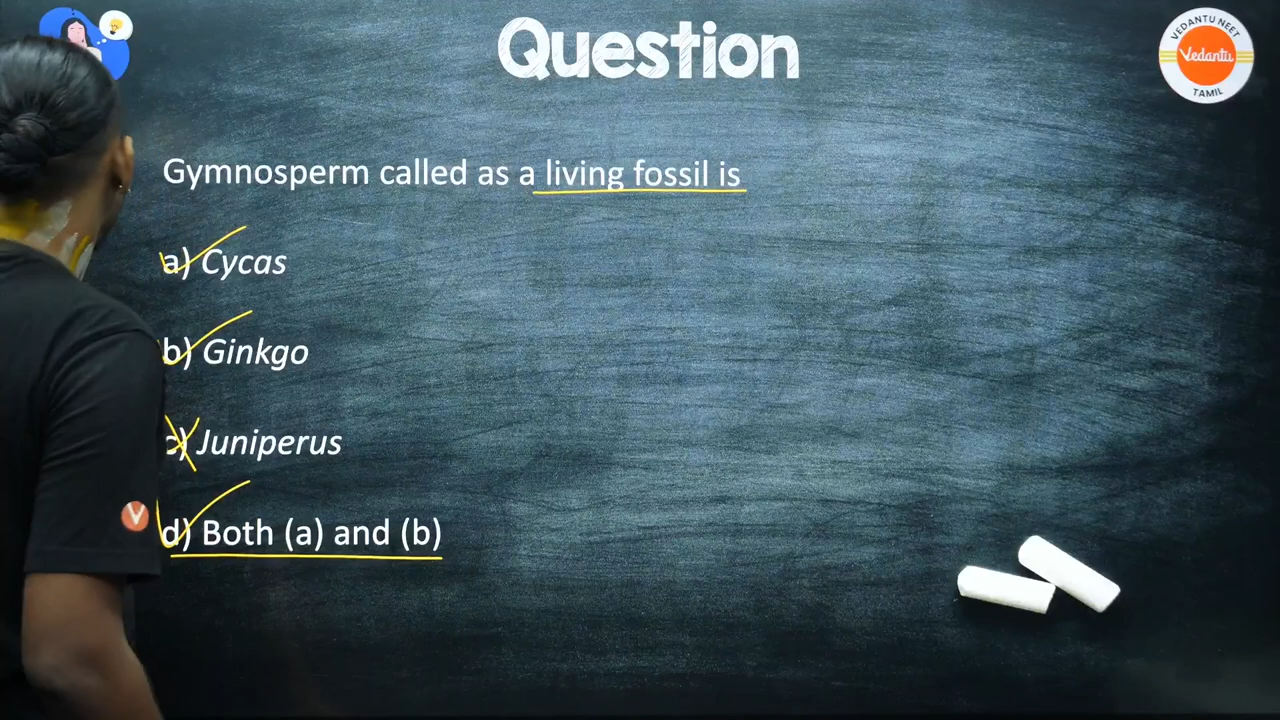 Question
VEDANTU NEET
Vedantu
TAMIL
Gymnosperm called as a living fossil is
a) Cycas
b) Ginkgo
c) Juniperus
d) Both (a) and (b)
V